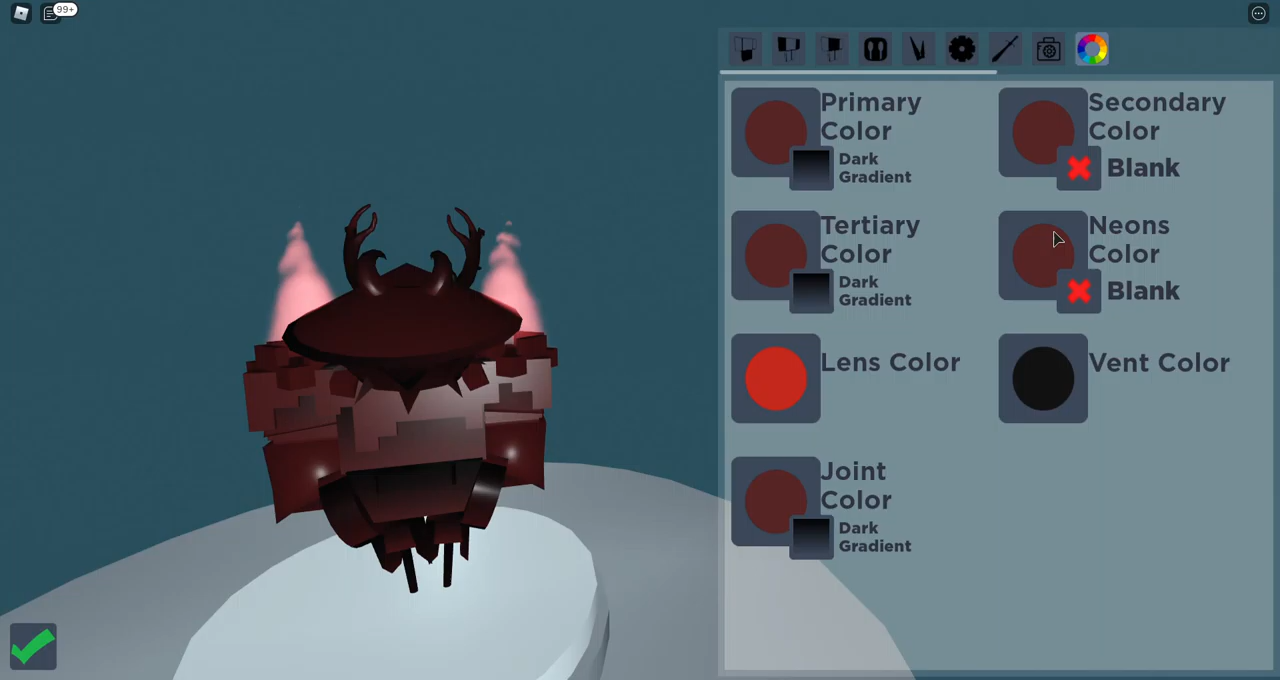 99+
Primary
Color
Dark
Gradient
Secondary
Color
Blank
Tertiary
Color
Dark
Gradient
Neons
Color
Blank
Lens Color
Vent Color
Joint
Color
Dark
Gradient